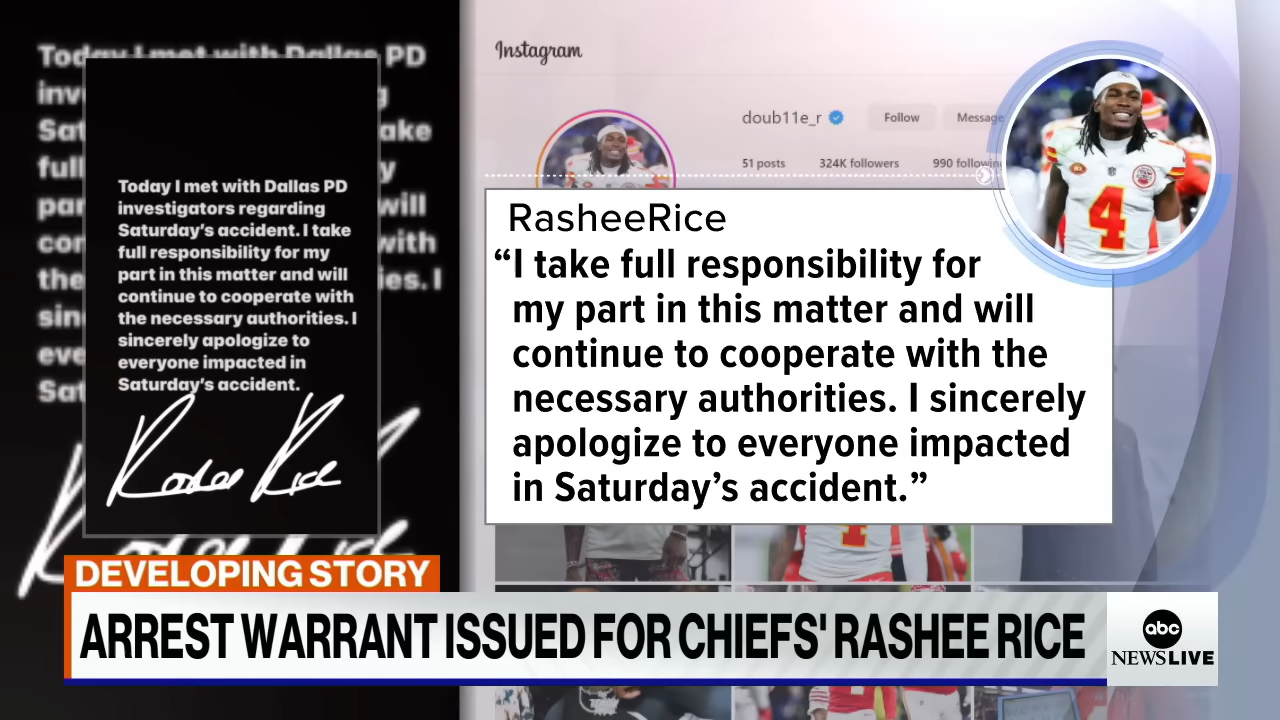 Today I met with Dallas PD
investigators regarding
Saturday's accident. I take
full responsibility for my
part in this matter and will
continue to cooperate with
the necessary authorities. I
sincerely apologize to
everyone impacted in
Saturday's accident.
Rashee Rice
Instagram
doub11e_r
Follow
Message
51 posts
324K followers
990 following
RasheeRice
“I take full responsibility for
my part in this matter and will
continue to cooperate with the
necessary authorities. I sincerely
apologize to everyone impacted
in Saturday’s accident.”
4
DEVELOPING STORY
ARREST WARRANT ISSUED FOR CHIEFS' RASHEE RICE
abc
NEWS LIVE